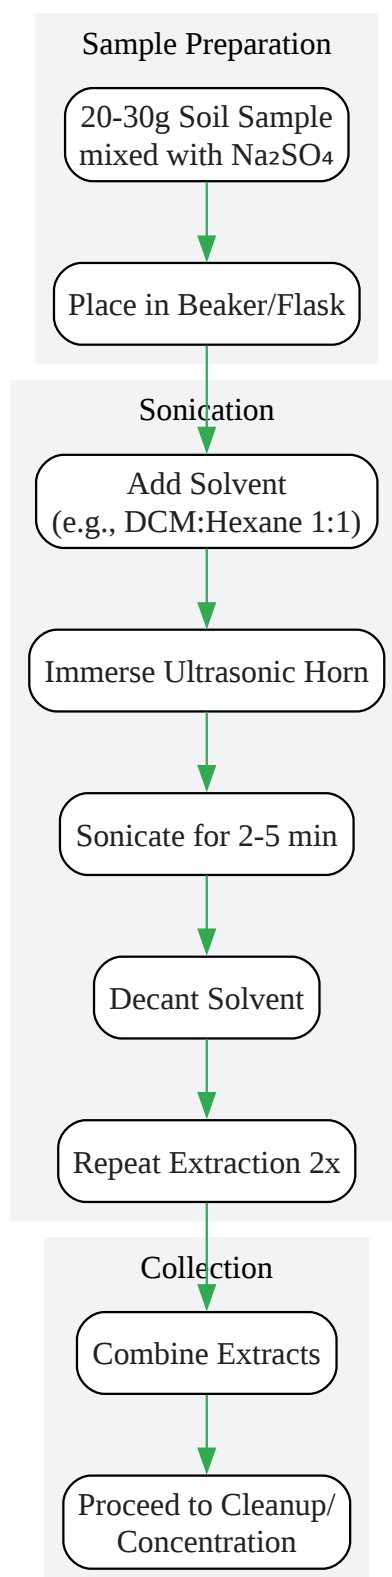 Sample Preparation
20-30g Soil Sample
mixed with Na₂SO₄
Place in Beaker/Flask
Sonication
Add Solvent
(e.g., DCM:Hexane 1:1)
Immerse Ultrasonic Horn
Sonicate for 2-5 min
Decant Solvent
Repeat Extraction 2x
Collection
Combine Extracts
Proceed to Cleanup/
Concentration